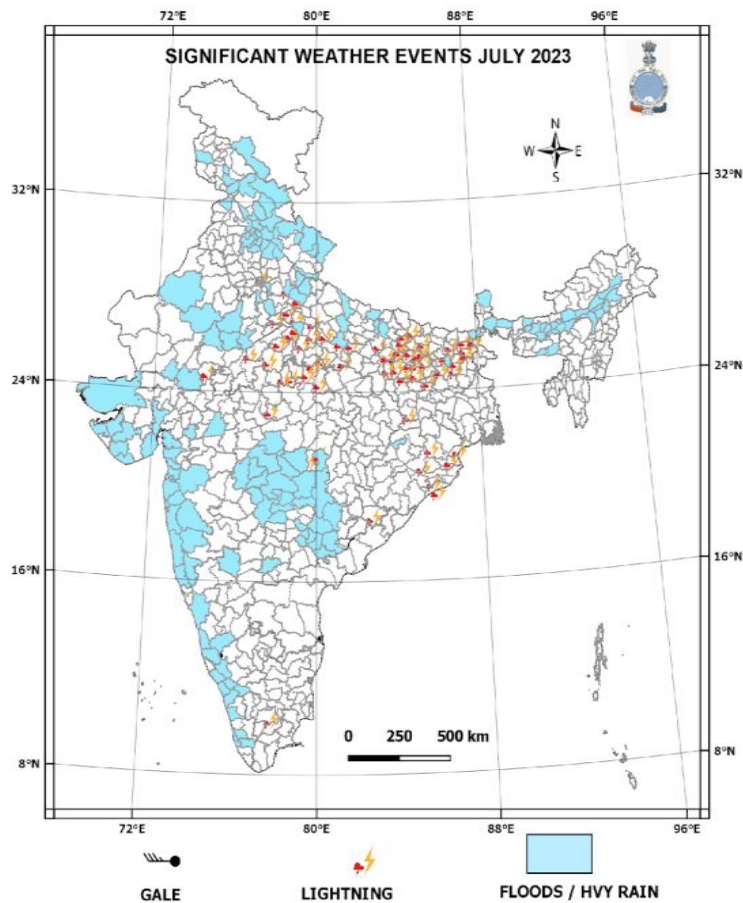 72°E 80°E 88°E 96°E
SIGNIFICANT WEATHER EVENTS JULY 2023
N
W E
S
32°N 32°N
24°N 24°N
16°N 16°N
0 250 500 km
8°N 8°N
72°E 80°E 88°E 96°E
GALE LIGHTNING FLOODS / HVY RAIN